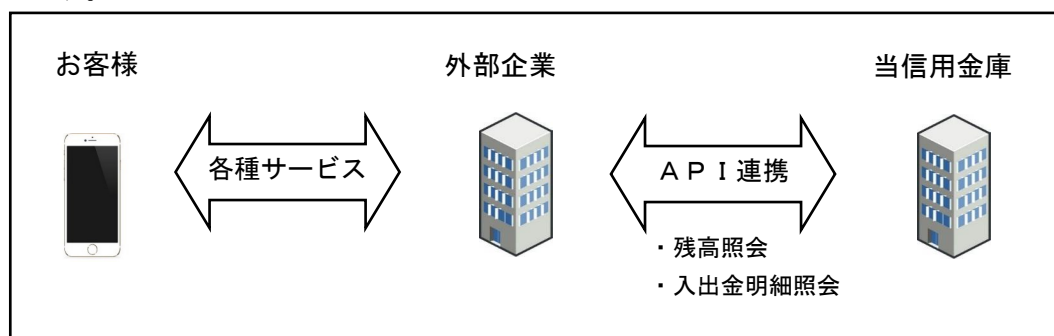 お客様
外部企業
当信用金庫
各種サービス
ＡＰＩ連携
・残高照会
・入出金明細照会